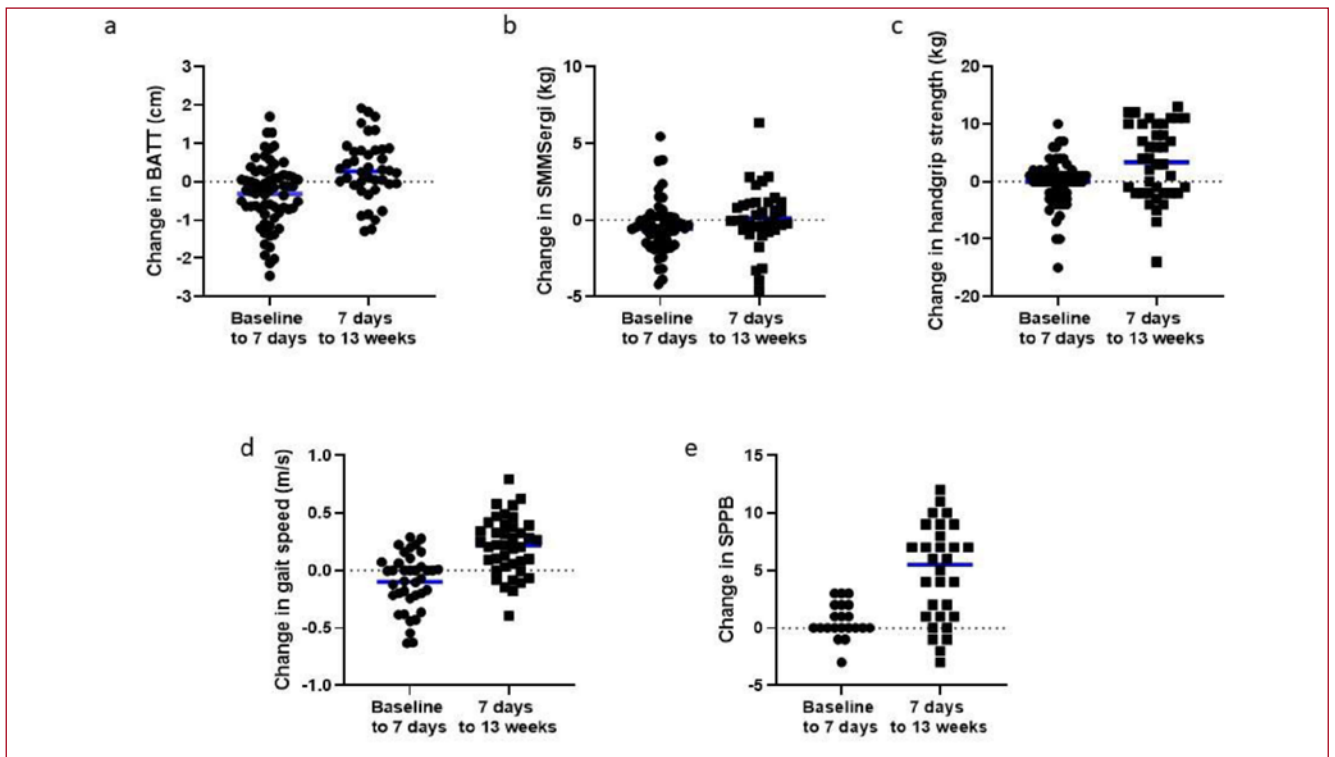 a
Change in BATT (cm)
3
2
1
0
-1
-2
-3
Baseline
to 7 days
7 days
to 13 weeks
b
Change in SMMSergi (kg)
10
5
0
-5
Baseline
to 7 days
7 days
to 13 weeks
c
Change in handgrip strength (kg)
20
10
0
-10
-20
Baseline
to 7 days
7 days
to 13 weeks
d
Change in gait speed (m/s)
1.0
0.5
0.0
-0.5
-1.0
Baseline
to 7 days
7 days
to 13 weeks
e
Change in SPPB
15
10
5
0
-5
Baseline
to 7 days
7 days
to 13 weeks